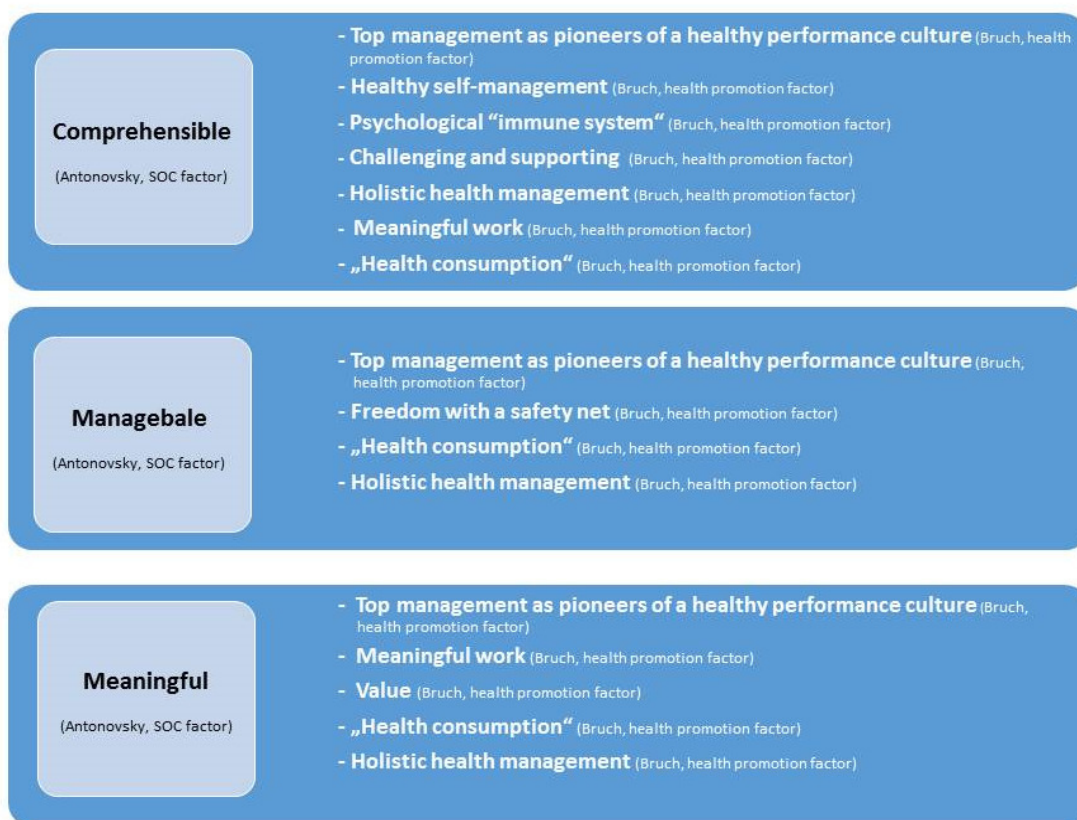 Comprehensible
(Antonovsky, SOC factor)
- Top management as pioneers of a healthy performance culture (Bruch, health
promotion factor)
- Healthy self-management (Bruch, health promotion factor)
- Psychological “immune system“ (Bruch, health promotion factor)
- Challenging and supporting (Bruch, health promotion factor)
- Holistic health management (Bruch, health promotion factor)
- Meaningful work (Bruch, health promotion factor)
- „Health consumption“ (Bruch, health promotion factor)
Managebale
(Antonovsky, SOC factor)
- Top management as pioneers of a healthy performance culture (Bruch,
health promotion factor)
- Freedom with a safety net (Bruch, health promotion factor)
- „Health consumption“ (Bruch, health promotion factor)
- Holistic health management (Bruch, health promotion factor)
Meaningful
(Antonovsky, SOC factor)
- Top management as pioneers of a healthy performance culture (Bruch,
health promotion factor)
- Meaningful work (Bruch, health promotion factor)
- Value (Bruch, health promotion factor)
- „Health consumption“ (Bruch, health promotion factor)
- Holistic health management (Bruch, health promotion factor)